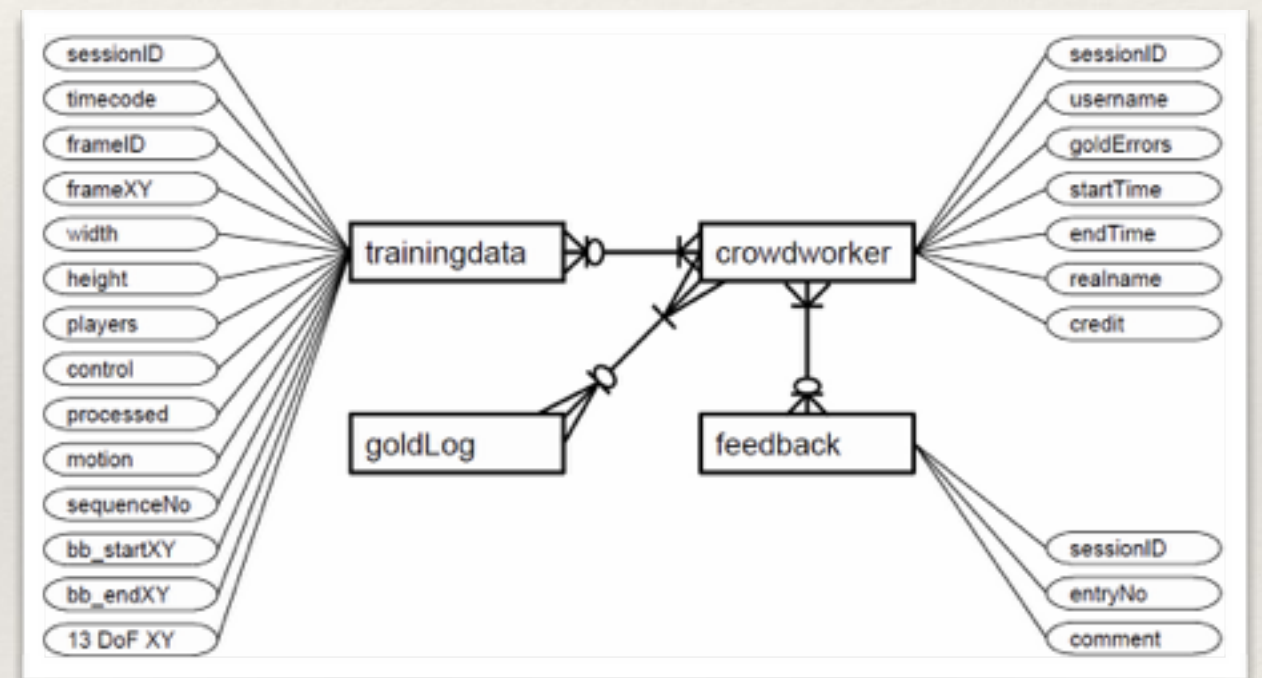 sessionID
timecode
frameID
frameXY
width
height
players
control
processed
motion
sequenceNo
bb_startXY
bb_endXY
13 DoF XY
trainingdata
crowdworker
goldLog
feedback
sessionID
username
goldErrors
startTime
endTime
realname
credit
sessionID
entryNo
comment